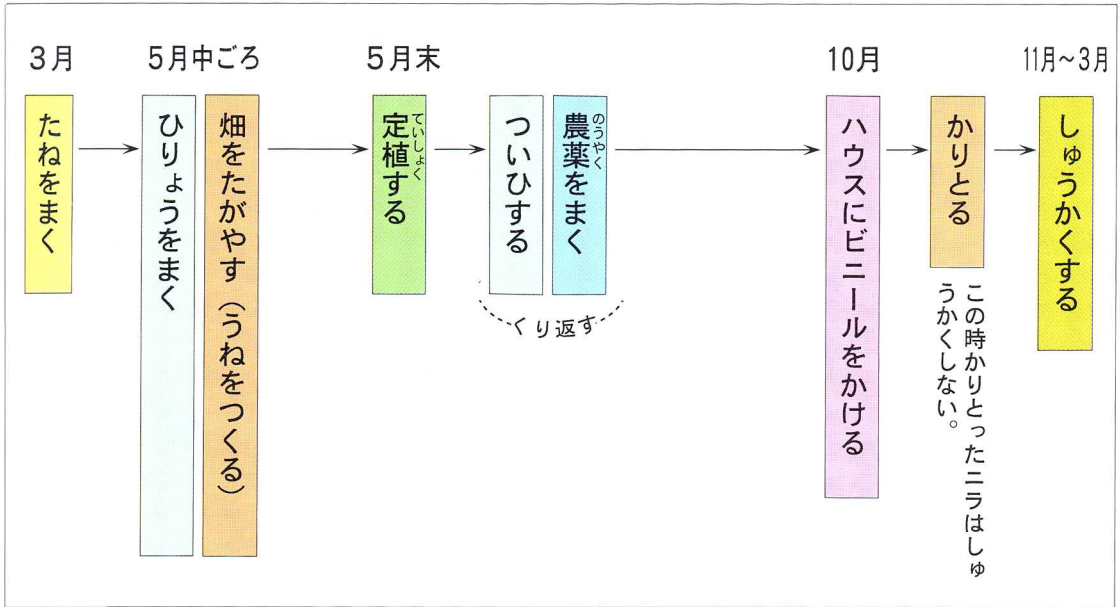 3月
たねをまく
5月中ごろ
ひりょうをまく
畑をたがやす（うねをつくる）
5月末
定植する
ていしょく
ついひする
農薬をまく
のうやく
くり返す
10月
ハウスにビニールをかける
かりとる
この時かりとったニラはしゅ
うかくしない。
11月～3月
しゅうかくする